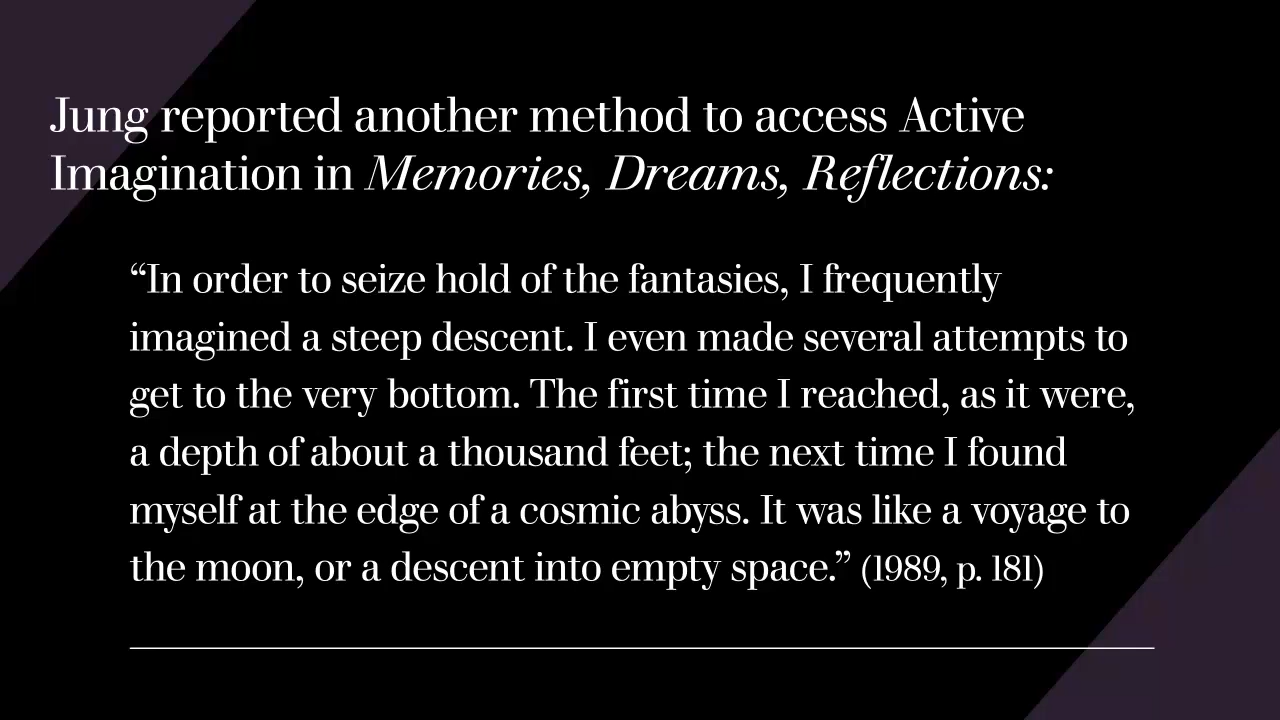 Jung reported another method to access Active
Imagination in Memories, Dreams, Reflections:
“In order to seize hold of the fantasies, I frequently
imagined a steep descent. I even made several attempts to
get to the very bottom. The first time I reached, as it were,
a depth of about a thousand feet; the next time I found
myself at the edge of a cosmic abyss. It was like a voyage to
the moon, or a descent into empty space.” (1989, p. 181)